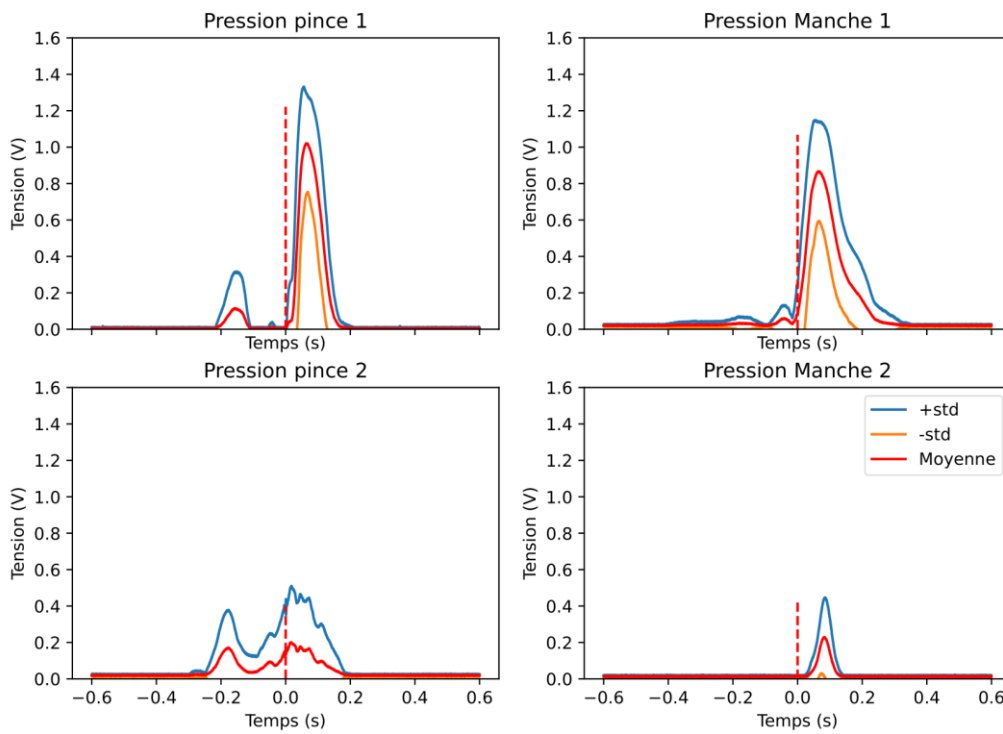 Pression pince 1
1.6
1.4
1.2
1.0
0.8
0.6
0.4
0.2
0.0
Tension (V)
Temps (s)
Pression Manche 1
1.6
1.4
1.2
1.0
0.8
0.6
0.4
0.2
0.0
Tension (V)
Temps (s)
Pression pince 2
1.6
1.4
1.2
1.0
0.8
0.6
0.4
0.2
0.0
Tension (V)
−0.6 −0.4 −0.2 0.0 0.2 0.4 0.6
Temps (s)
Pression Manche 2
1.6
1.4
1.2
1.0
0.8
0.6
0.4
0.2
0.0
Tension (V)
+std
-std
Moyenne
−0.6 −0.4 −0.2 0.0 0.2 0.4 0.6
Temps (s)